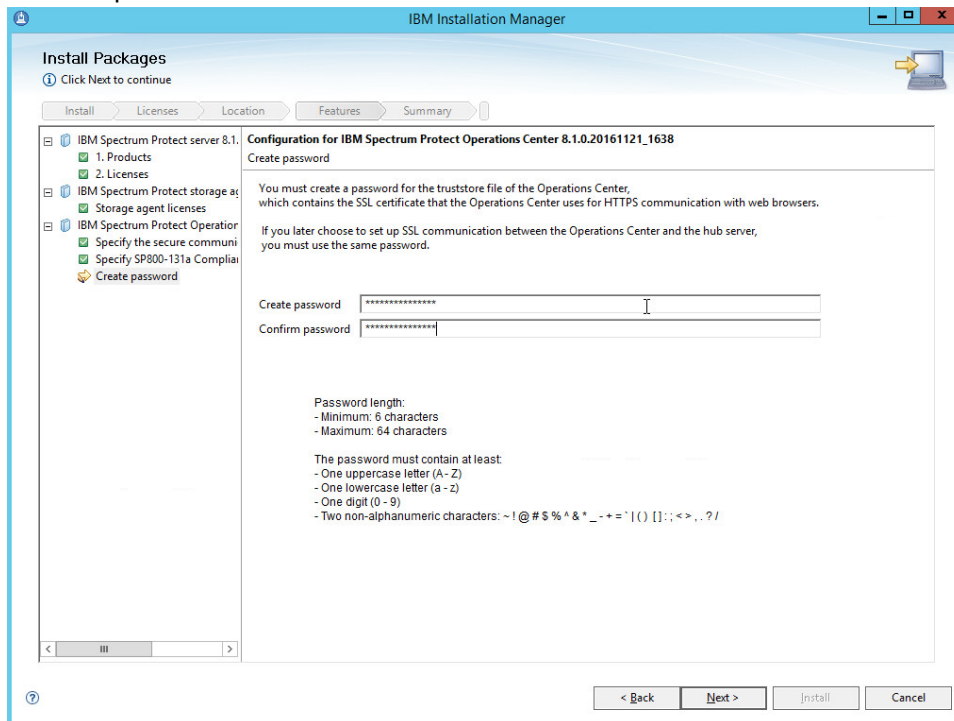 IBM Installation Manager
Install Packages
Click Next to continue
Install
Licenses
Location
Features
Summary
IBM Spectrum Protect server 8.1.
1. Products
2. Licenses
IBM Spectrum Protect storage ag
Storage agent licenses
IBM Spectrum Protect Operation
Specify the secure communi
Specify SP800-131a Complian
Create password
Configuration for IBM Spectrum Protect Operations Center 8.1.0.20161121_1638
Create password
You must create a password for the truststore file of the Operations Center,
which contains the SSL certificate that the Operations Center uses for HTTPS communication with web browsers.
If you later choose to set up SSL communication between the Operations Center and the hub server,
you must use the same password.
Create password ***************
Confirm password ***************
Password length:
- Minimum: 6 characters
- Maximum: 64 characters
The password must contain at least:
- One uppercase letter (A - Z)
- One lowercase letter (a - z)
- One digit (0 - 9)
- Two non-alphanumeric characters: ~ ! @ # $ % ^ & * _ - + = ` | ( ) [ ] : ; < > , . ? /
< Back
Next >
Install
Cancel